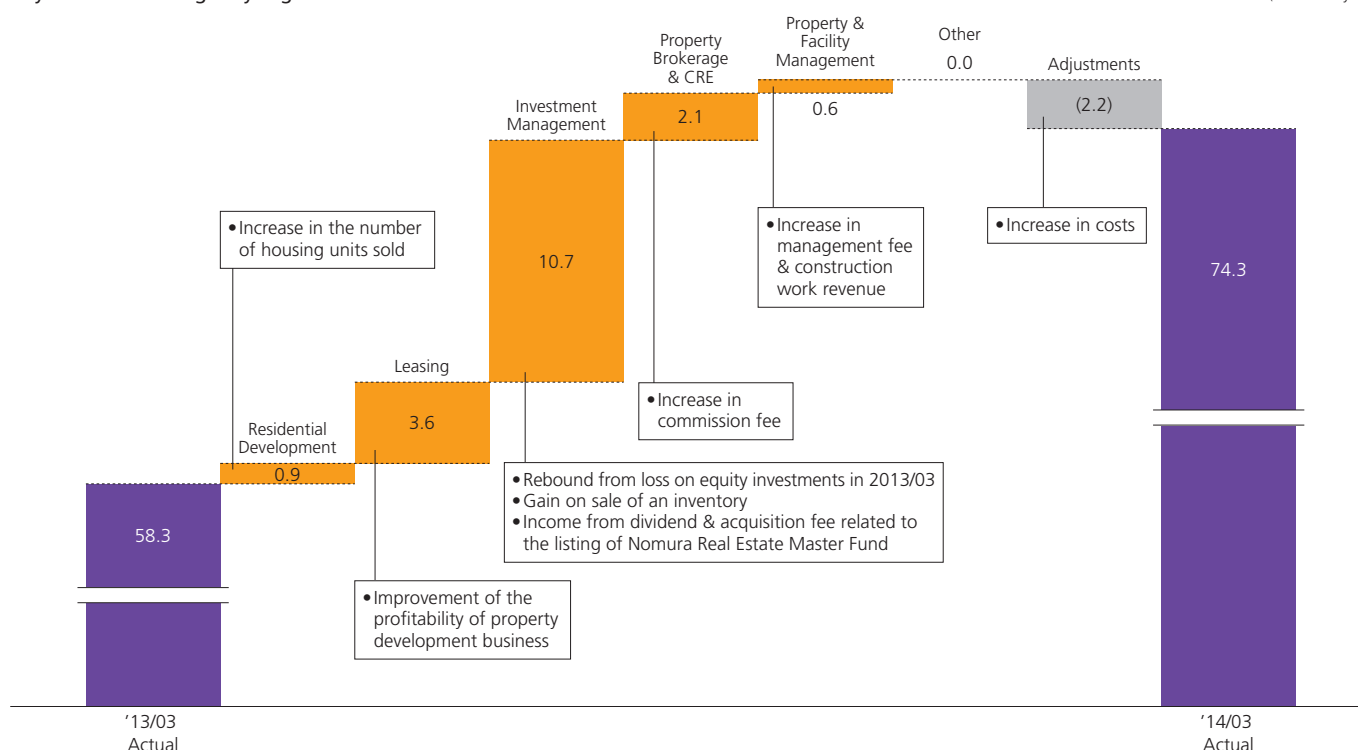 Property &
Facility
Management
Other
0.0
Property
Brokerage
& CRE
Adjustments
0.6
(2.2)
2.1
Investment
Management
• Increase in the number
of housing units sold
• Increase in
management fee
& construction
work revenue
• Increase in costs
10.7
74.3
Leasing
• Increase in
commission fee
3.6
Residential
Development
0.9
• Rebound from loss on equity investments in 2013/03
• Gain on sale of an inventory
• Income from dividend & acquisition fee related to
the listing of Nomura Real Estate Master Fund
58.3
• Improvement of the
profitability of property
development business
’13/03
Actual
’14/03
Actual